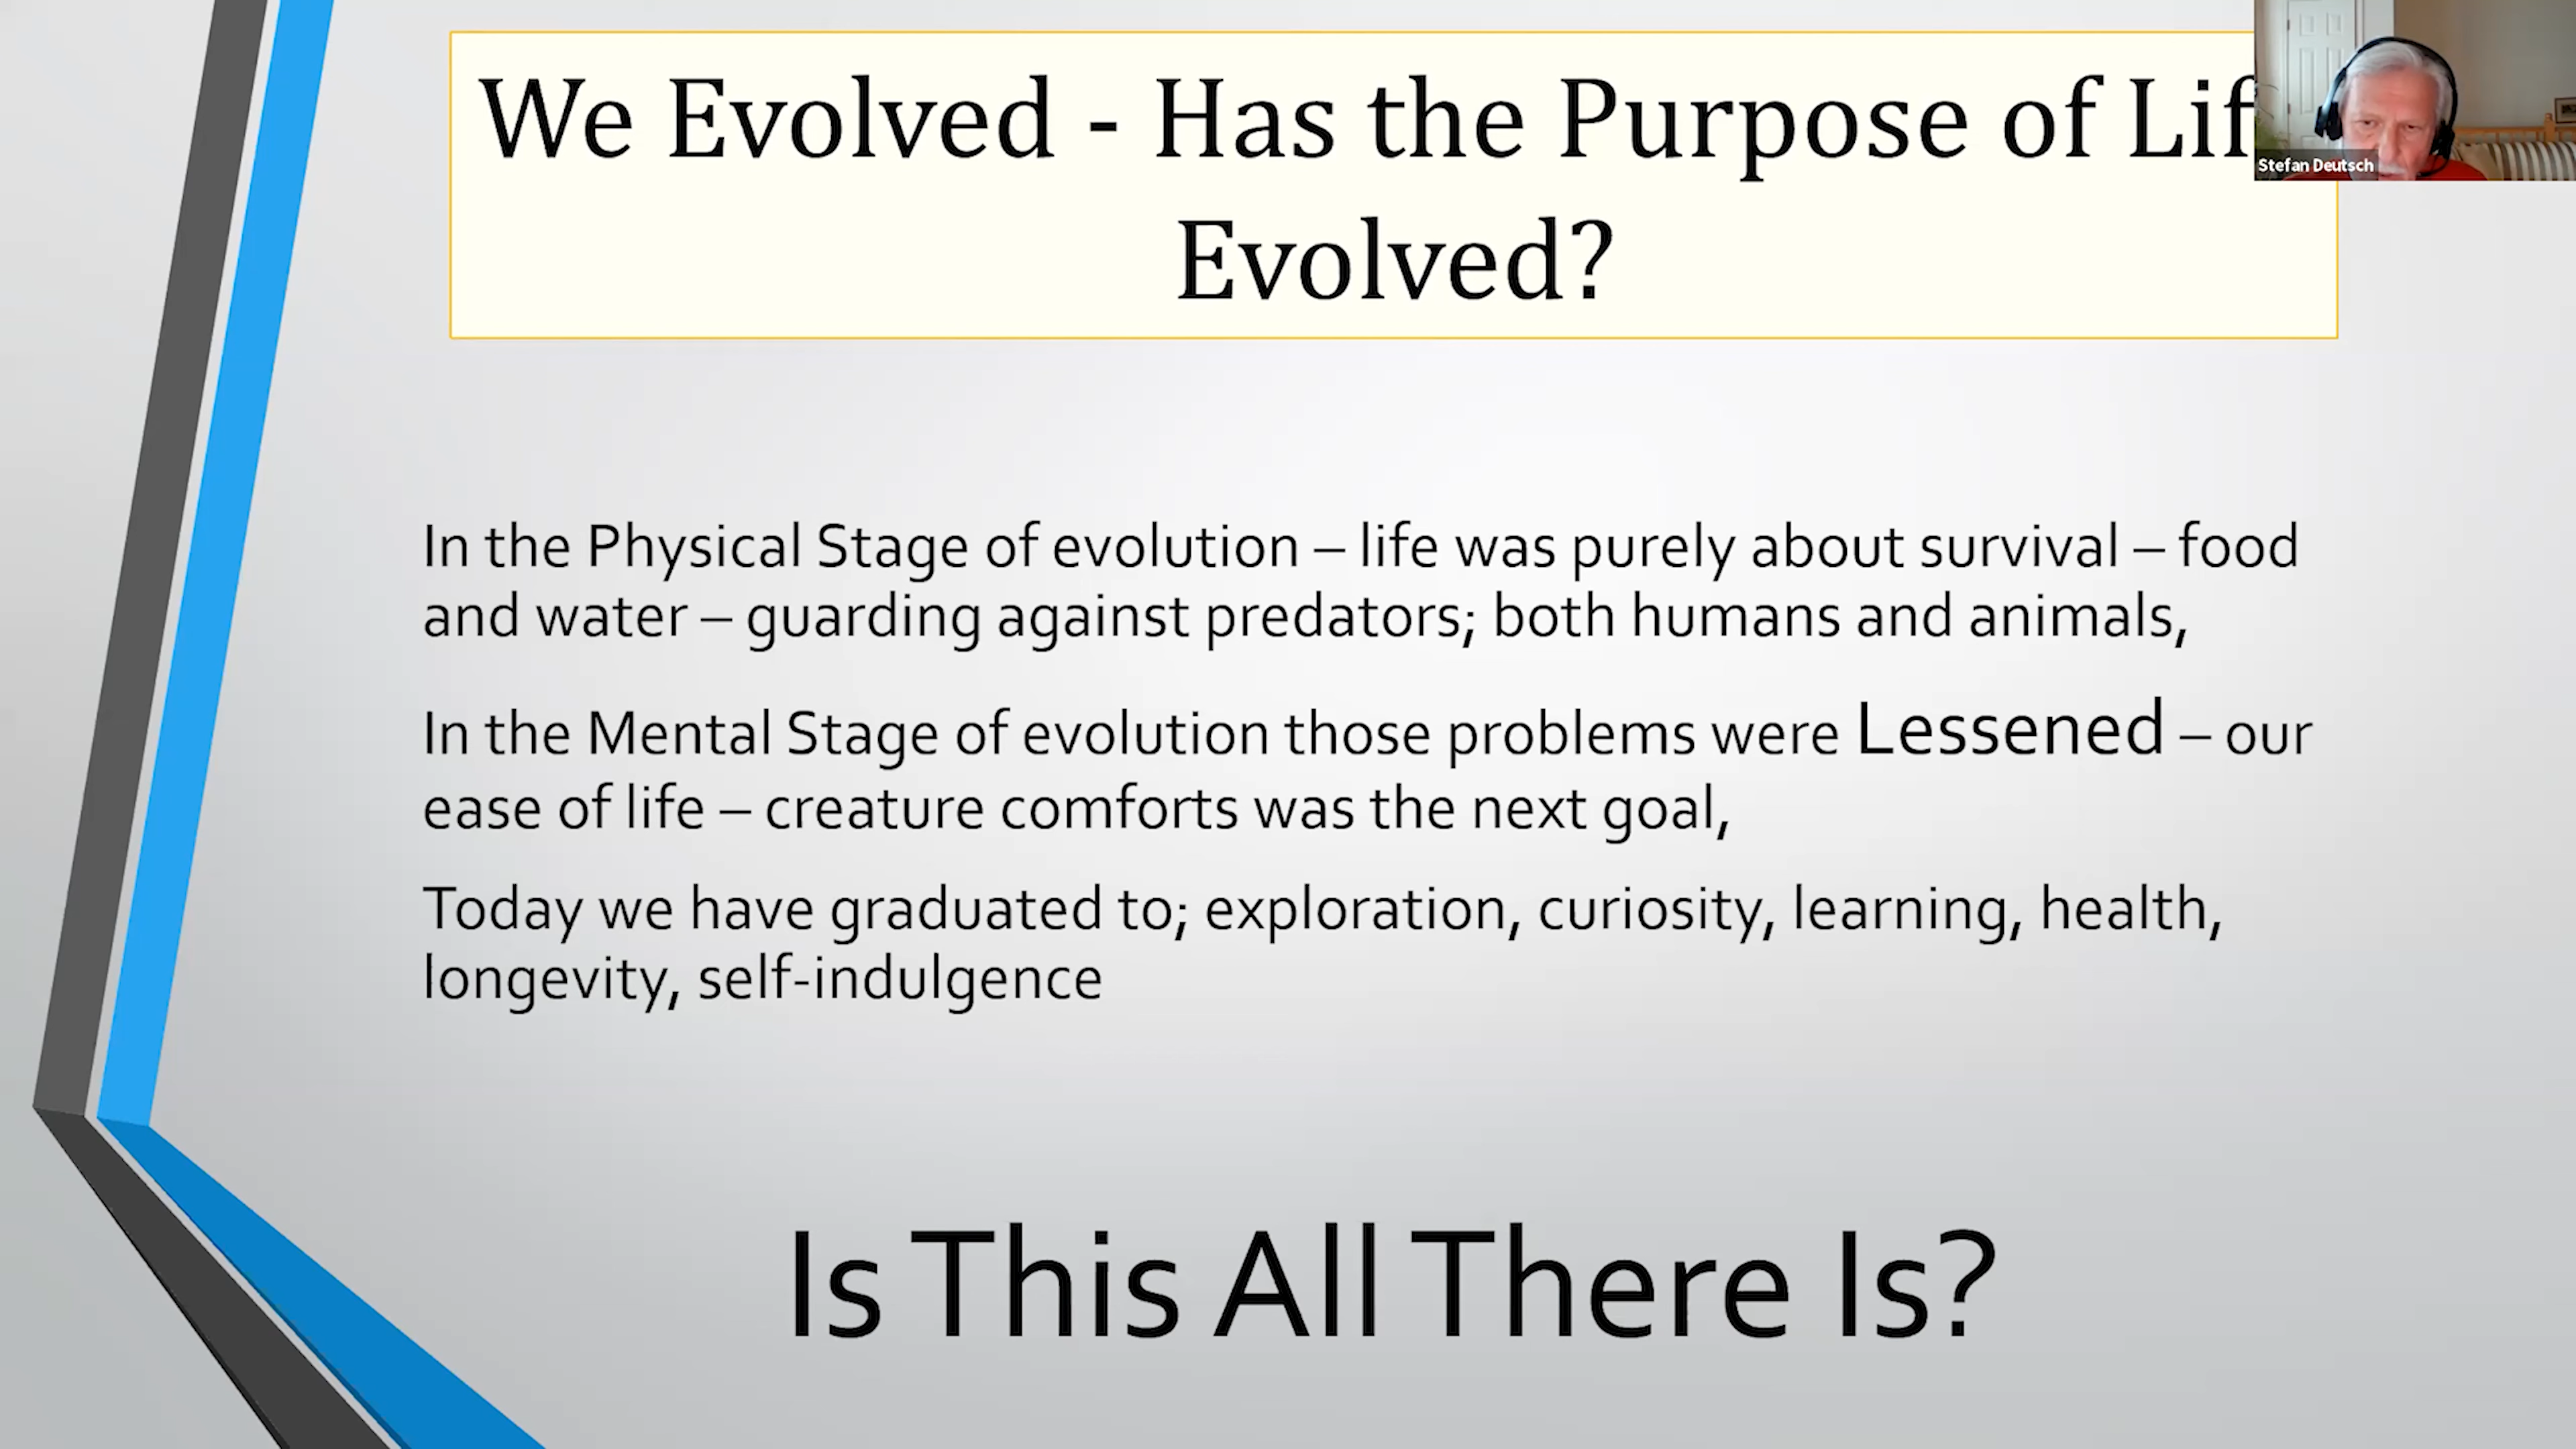 We Evolved - Has the Purpose of Lif
Evolved?
Stefan Deutsch
In the Physical Stage of evolution – life was purely about survival – food
and water – guarding against predators; both humans and animals,
In the Mental Stage of evolution those problems were Lessened – our
ease of life – creature comforts was the next goal,
Today we have graduated to; exploration, curiosity, learning, health,
longevity, self-indulgence
Is This All There Is?